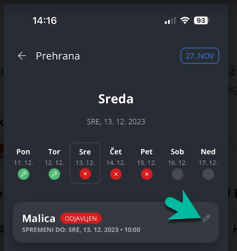 14:16
93
Prehrana
27. NOV
Sreda
SRE, 13. 12. 2023
Pon Tor Sre Čet Pet Sob Ned
11. 12. 12. 12. 13. 12. 14. 12. 15. 12. 16. 12. 17. 12.
Malica ODJAVLJEN
SPREMENI DO: SRE, 13. 12. 2023 • 10:00